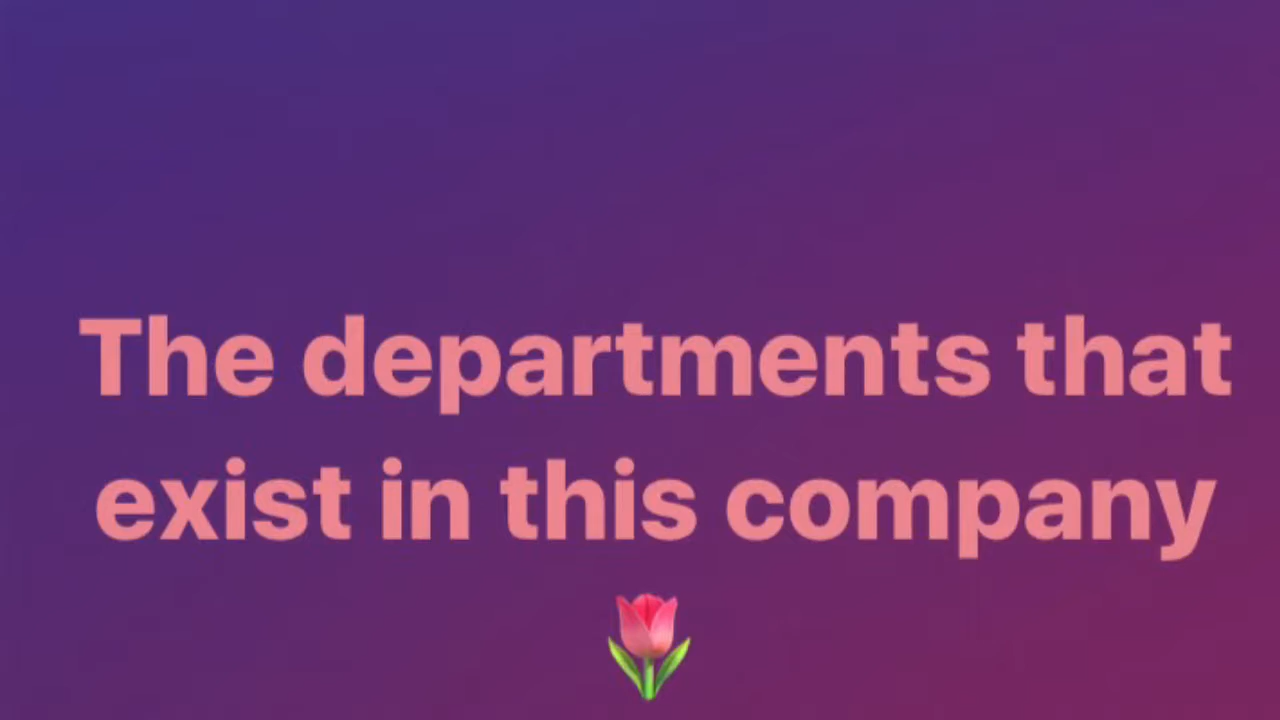 The departments that
exist in this company
🌷